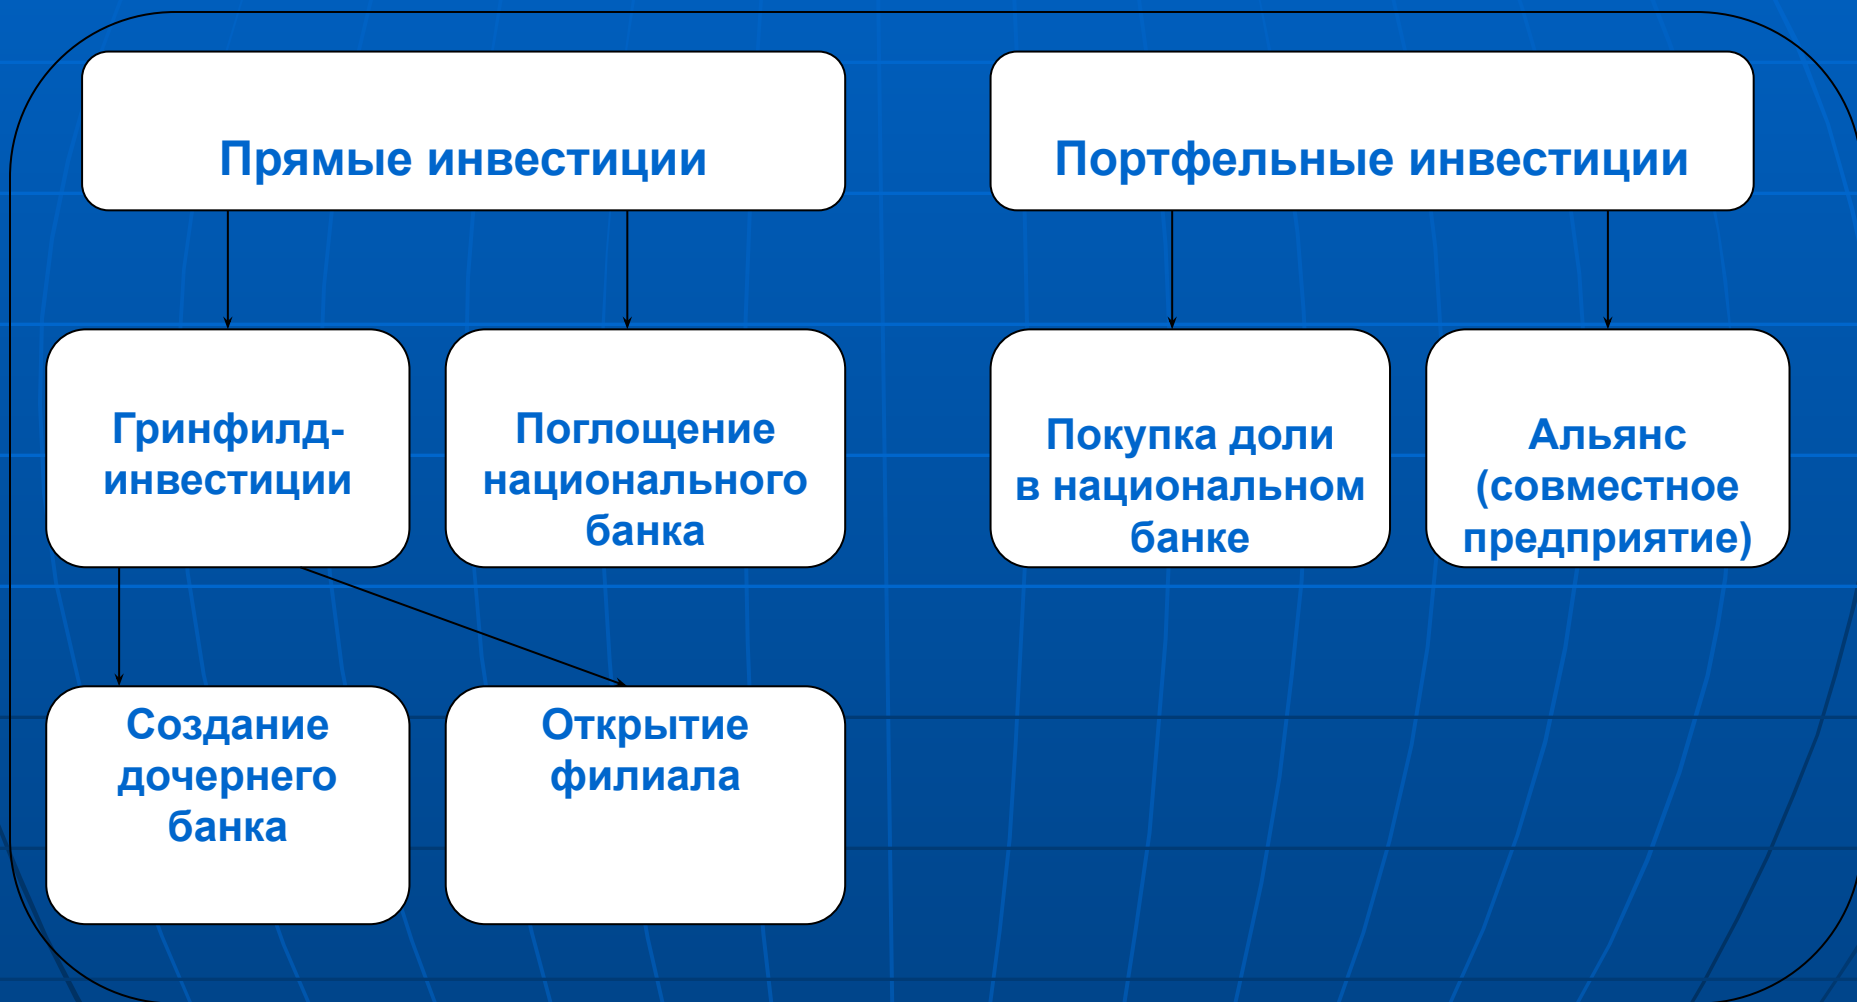 Прямые инвестиции
Портфельные инвестиции
Гринфилд-
инвестиции
Поглощение
национального
банка
Покупка доли
в национальном
банке
Альянс
(совместное
предприятие)
Создание
дочернего
банка
Открытие
филиала